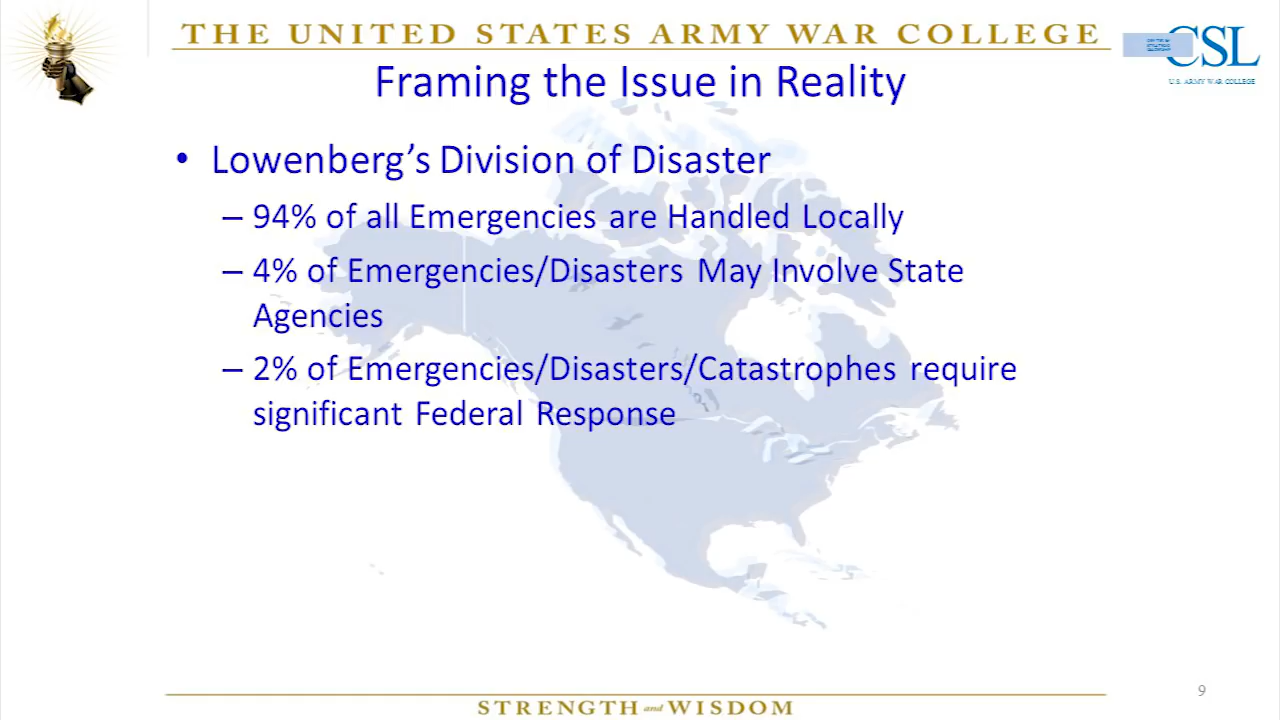 THE UNITED STATES ARMY WAR COLLEGE
CSL
U.S. ARMY WAR COLLEGE
Framing the Issue in Reality
• Lowenberg’s Division of Disaster
– 94% of all Emergencies are Handled Locally
– 4% of Emergencies/Disasters May Involve State
Agencies
– 2% of Emergencies/Disasters/Catastrophes require
significant Federal Response
9
STRENGTH and WISDOM